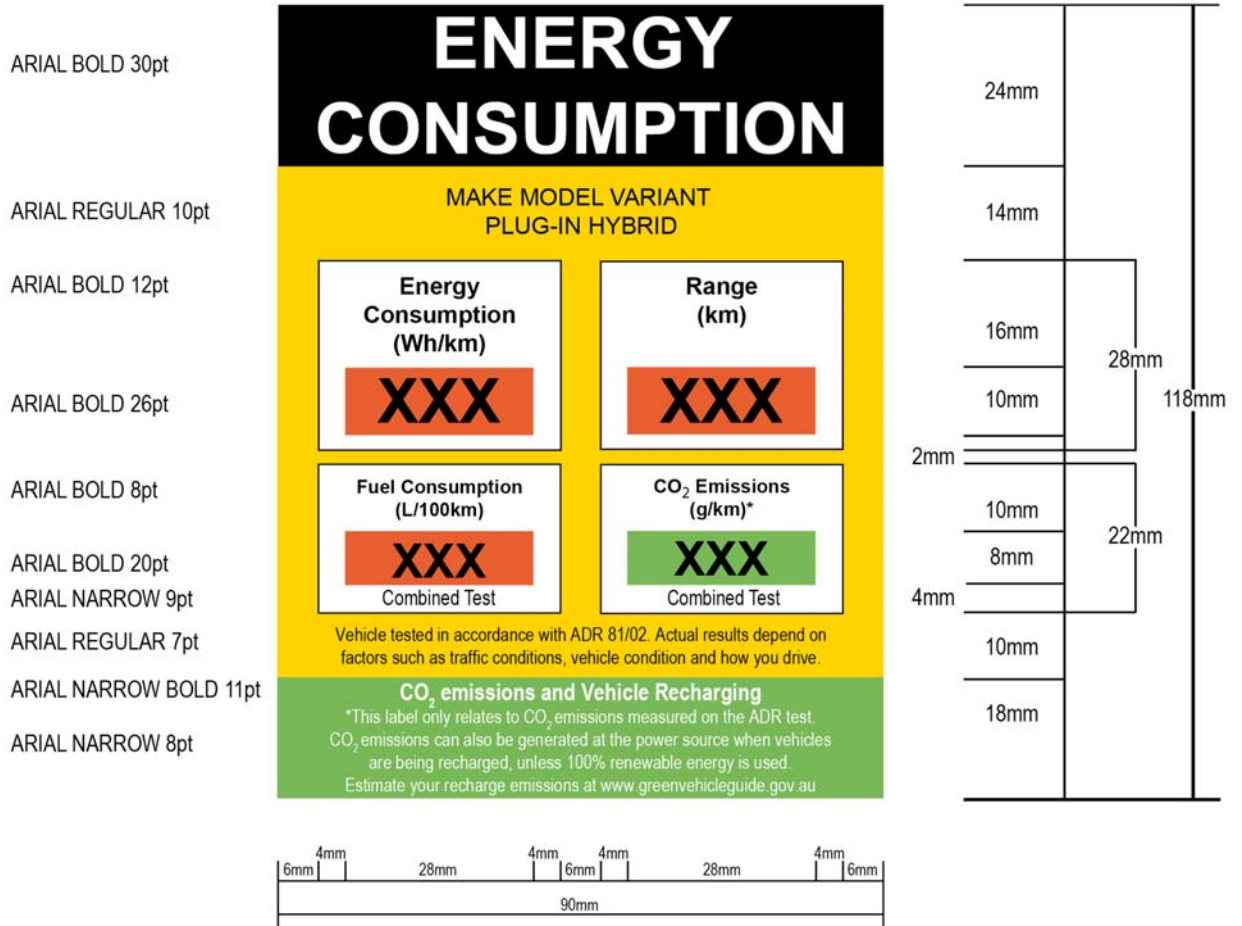 ARIAL BOLD 30pt
ENERGY
CONSUMPTION
24mm
ARIAL REGULAR 10pt
MAKE MODEL VARIANT
PLUG-IN HYBRID
14mm
ARIAL BOLD 12pt
Energy
Consumption
(Wh/km)
Range
(km)
16mm
28mm
ARIAL BOLD 26pt
XXX
XXX
10mm
118mm
2mm
ARIAL BOLD 8pt
Fuel Consumption
(L/100km)
CO₂ Emissions
(g/km)*
10mm
22mm
ARIAL BOLD 20pt
XXX
XXX
8mm
ARIAL NARROW 9pt
Combined Test
Combined Test
4mm
ARIAL REGULAR 7pt
Vehicle tested in accordance with ADR 81/02. Actual results depend on
factors such as traffic conditions, vehicle condition and how you drive.
10mm
ARIAL NARROW BOLD 11pt
CO₂ emissions and Vehicle Recharging
18mm
ARIAL NARROW 8pt
*This label only relates to CO₂ emissions measured on the ADR test.
CO₂ emissions can also be generated at the power source when vehicles
are being recharged, unless 100% renewable energy is used.
Estimate your recharge emissions at www.greenvehicleguide.gov.au
6mm 4mm 28mm 4mm 6mm 4mm 28mm 4mm 6mm
90mm